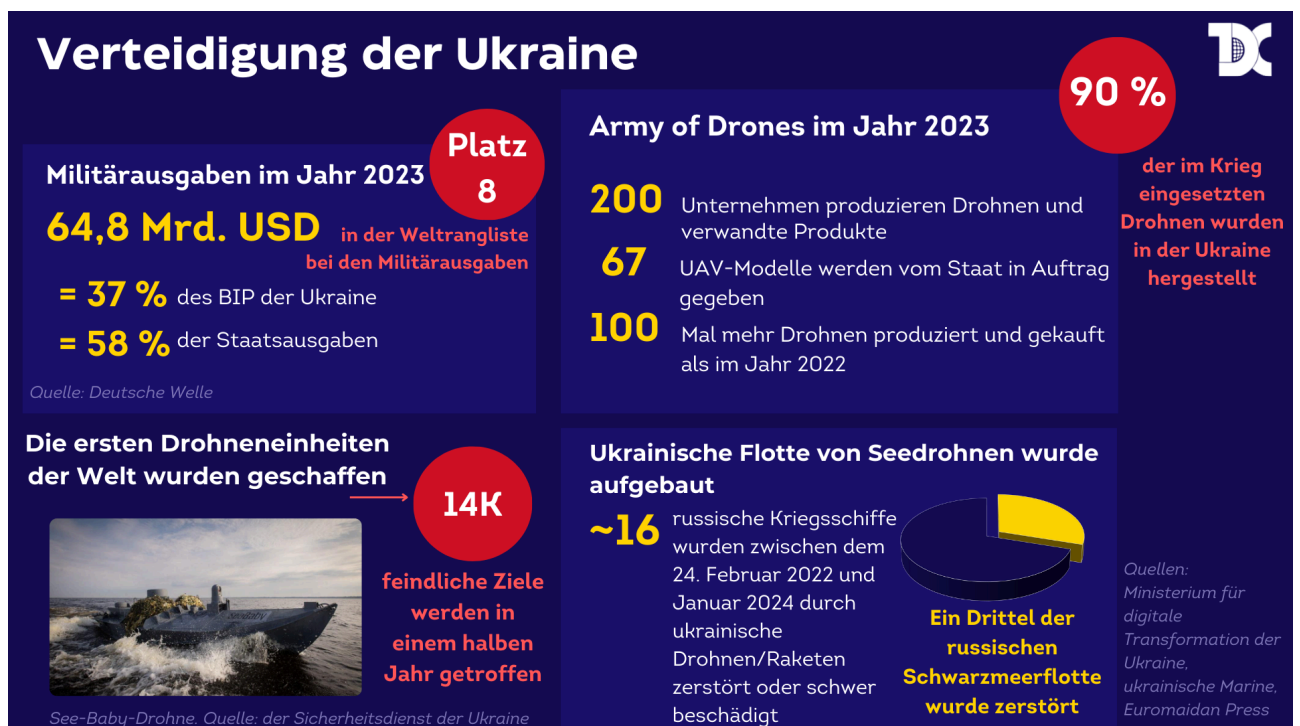 Verteidigung der Ukraine
TDC
Militärausgaben im Jahr 2023
Platz
8
64,8 Mrd. USD
in der Weltrangliste
bei den Militärausgaben
= 37 % des BIP der Ukraine
= 58 % der Staatsausgaben
Quelle: Deutsche Welle
Army of Drones im Jahr 2023
90 %
der im Krieg
eingesetzten
Drohnen wurden
in der Ukraine
hergestellt
200 Unternehmen produzieren Drohnen und
verwandte Produkte
67 UAV-Modelle werden vom Staat in Auftrag
gegeben
100 Mal mehr Drohnen produziert und gekauft
als im Jahr 2022
Die ersten Drohneneinheiten
der Welt wurden geschaffen
14K
feindliche Ziele
werden in
einem halben
Jahr getroffen
See-Baby-Drohne. Quelle: der Sicherheitsdienst der Ukraine
Ukrainische Flotte von Seedrohnen wurde
aufgebaut
~16 russische Kriegsschiffe
wurden zwischen dem
24. Februar 2022 und
Januar 2024 durch
ukrainische
Drohnen/Raketen
zerstört oder schwer
beschädigt
Ein Drittel der
russischen
Schwarzmeerflotte
wurde zerstört
Quellen:
Ministerium für
digitale
Transformation der
Ukraine,
ukrainische Marine,
Euromaidan Press